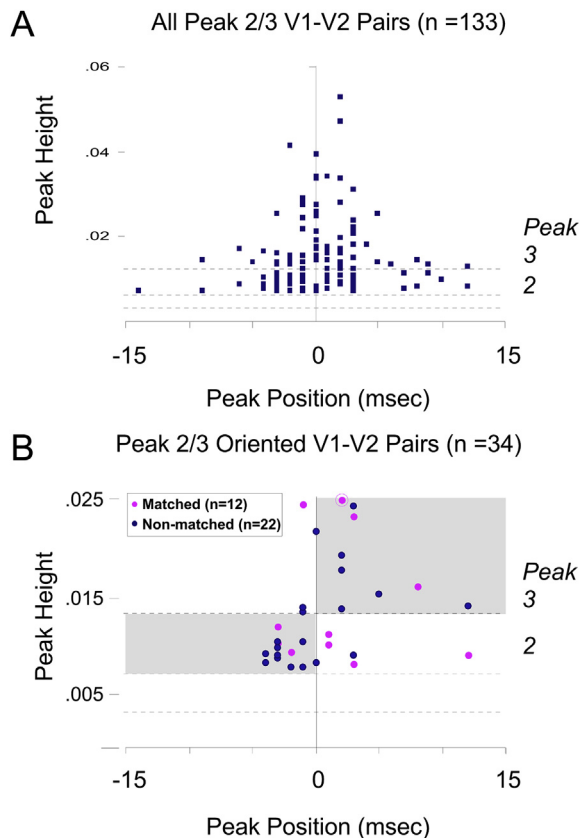 A
All Peak 2/3 V1-V2 Pairs (n =133)
.06
.04
.02
Peak Height
Peak
3
2
-15
0
15
Peak Position (msec)
B
Peak 2/3 Oriented V1-V2 Pairs (n =34)
.025
.015
.005
Peak Height
Matched (n=12)
Non-matched (n=22)
Peak
3
2
-15
0
15
Peak Position (msec)